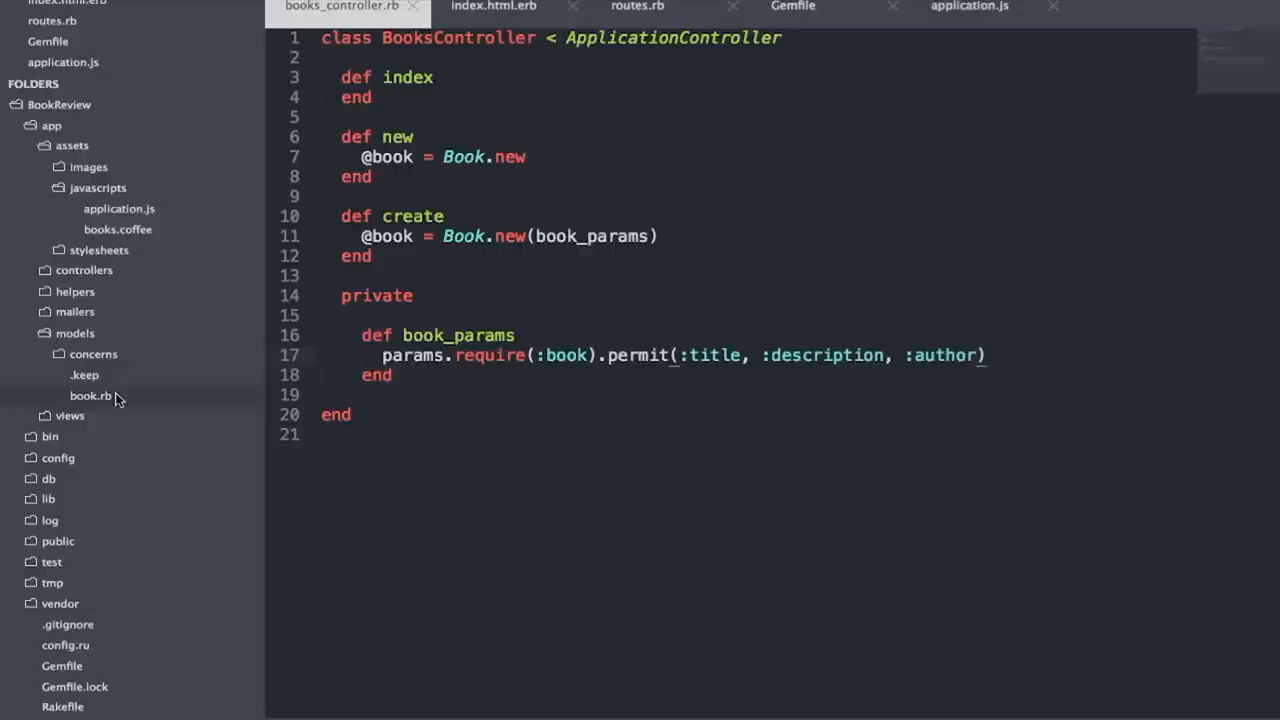 index.html.erb
routes.rb
Gemfile
application.js
FOLDERS
BookReview
app
assets
images
javascripts
application.js
books.coffee
stylesheets
controllers
helpers
mailers
models
concerns
.keep
book.rb
views
bin
config
db
lib
log
public
test
tmp
vendor
.gitignore
config.ru
Gemfile
Gemfile.lock
Rakefile
books_controller.rb index.html.erb routes.rb Gemfile application.js
1 class BooksController < ApplicationController
2
3 def index
4 end
5
6 def new
7 @book = Book.new
8 end
9
10 def create
11 @book = Book.new(book_params)
12 end
13
14 private
15
16 def book_params
17 params.require(:book).permit(:title, :description, :author)
18 end
19
20 end
21